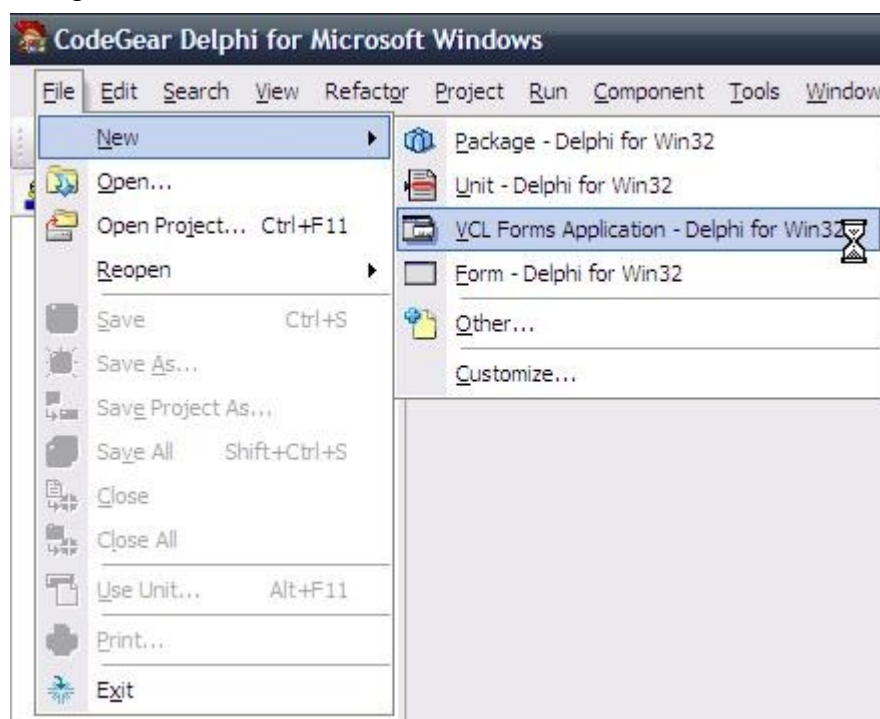 CodeGear Delphi for Microsoft Windows
File Edit Search View Refactor Project Run Component Tools Window
New
Open...
Open Project... Ctrl+F11
Reopen
Save Ctrl+S
Save As...
Save Project As...
Save All Shift+Ctrl+S
Close
Close All
Use Unit... Alt+F11
Print...
Exit
Package - Delphi for Win32
Unit - Delphi for Win32
VCL Forms Application - Delphi for Win32
Form - Delphi for Win32
Other...
Customize...